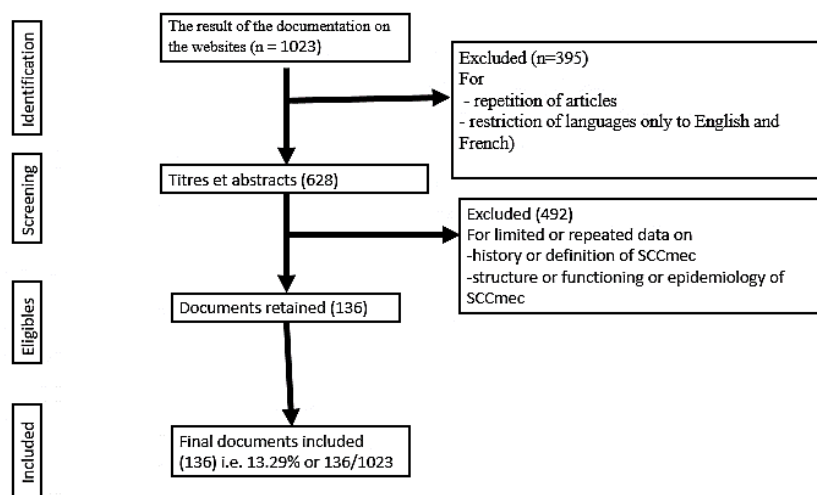 Identification
The result of the documentation on
the websites (n = 1023)
Excluded (n=395)
For
- repetition of articles
- restriction of languages only to English and
French)
Screening
Titres et abstracts (628)
Excluded (492)
For limited or repeated data on
-history or definition of SCCmec
-structure or functioning or epidemiology of
SCCmec
Eligibles
Documents retained (136)
Included
Final documents included
(136) i.e. 13.29% or 136/1023